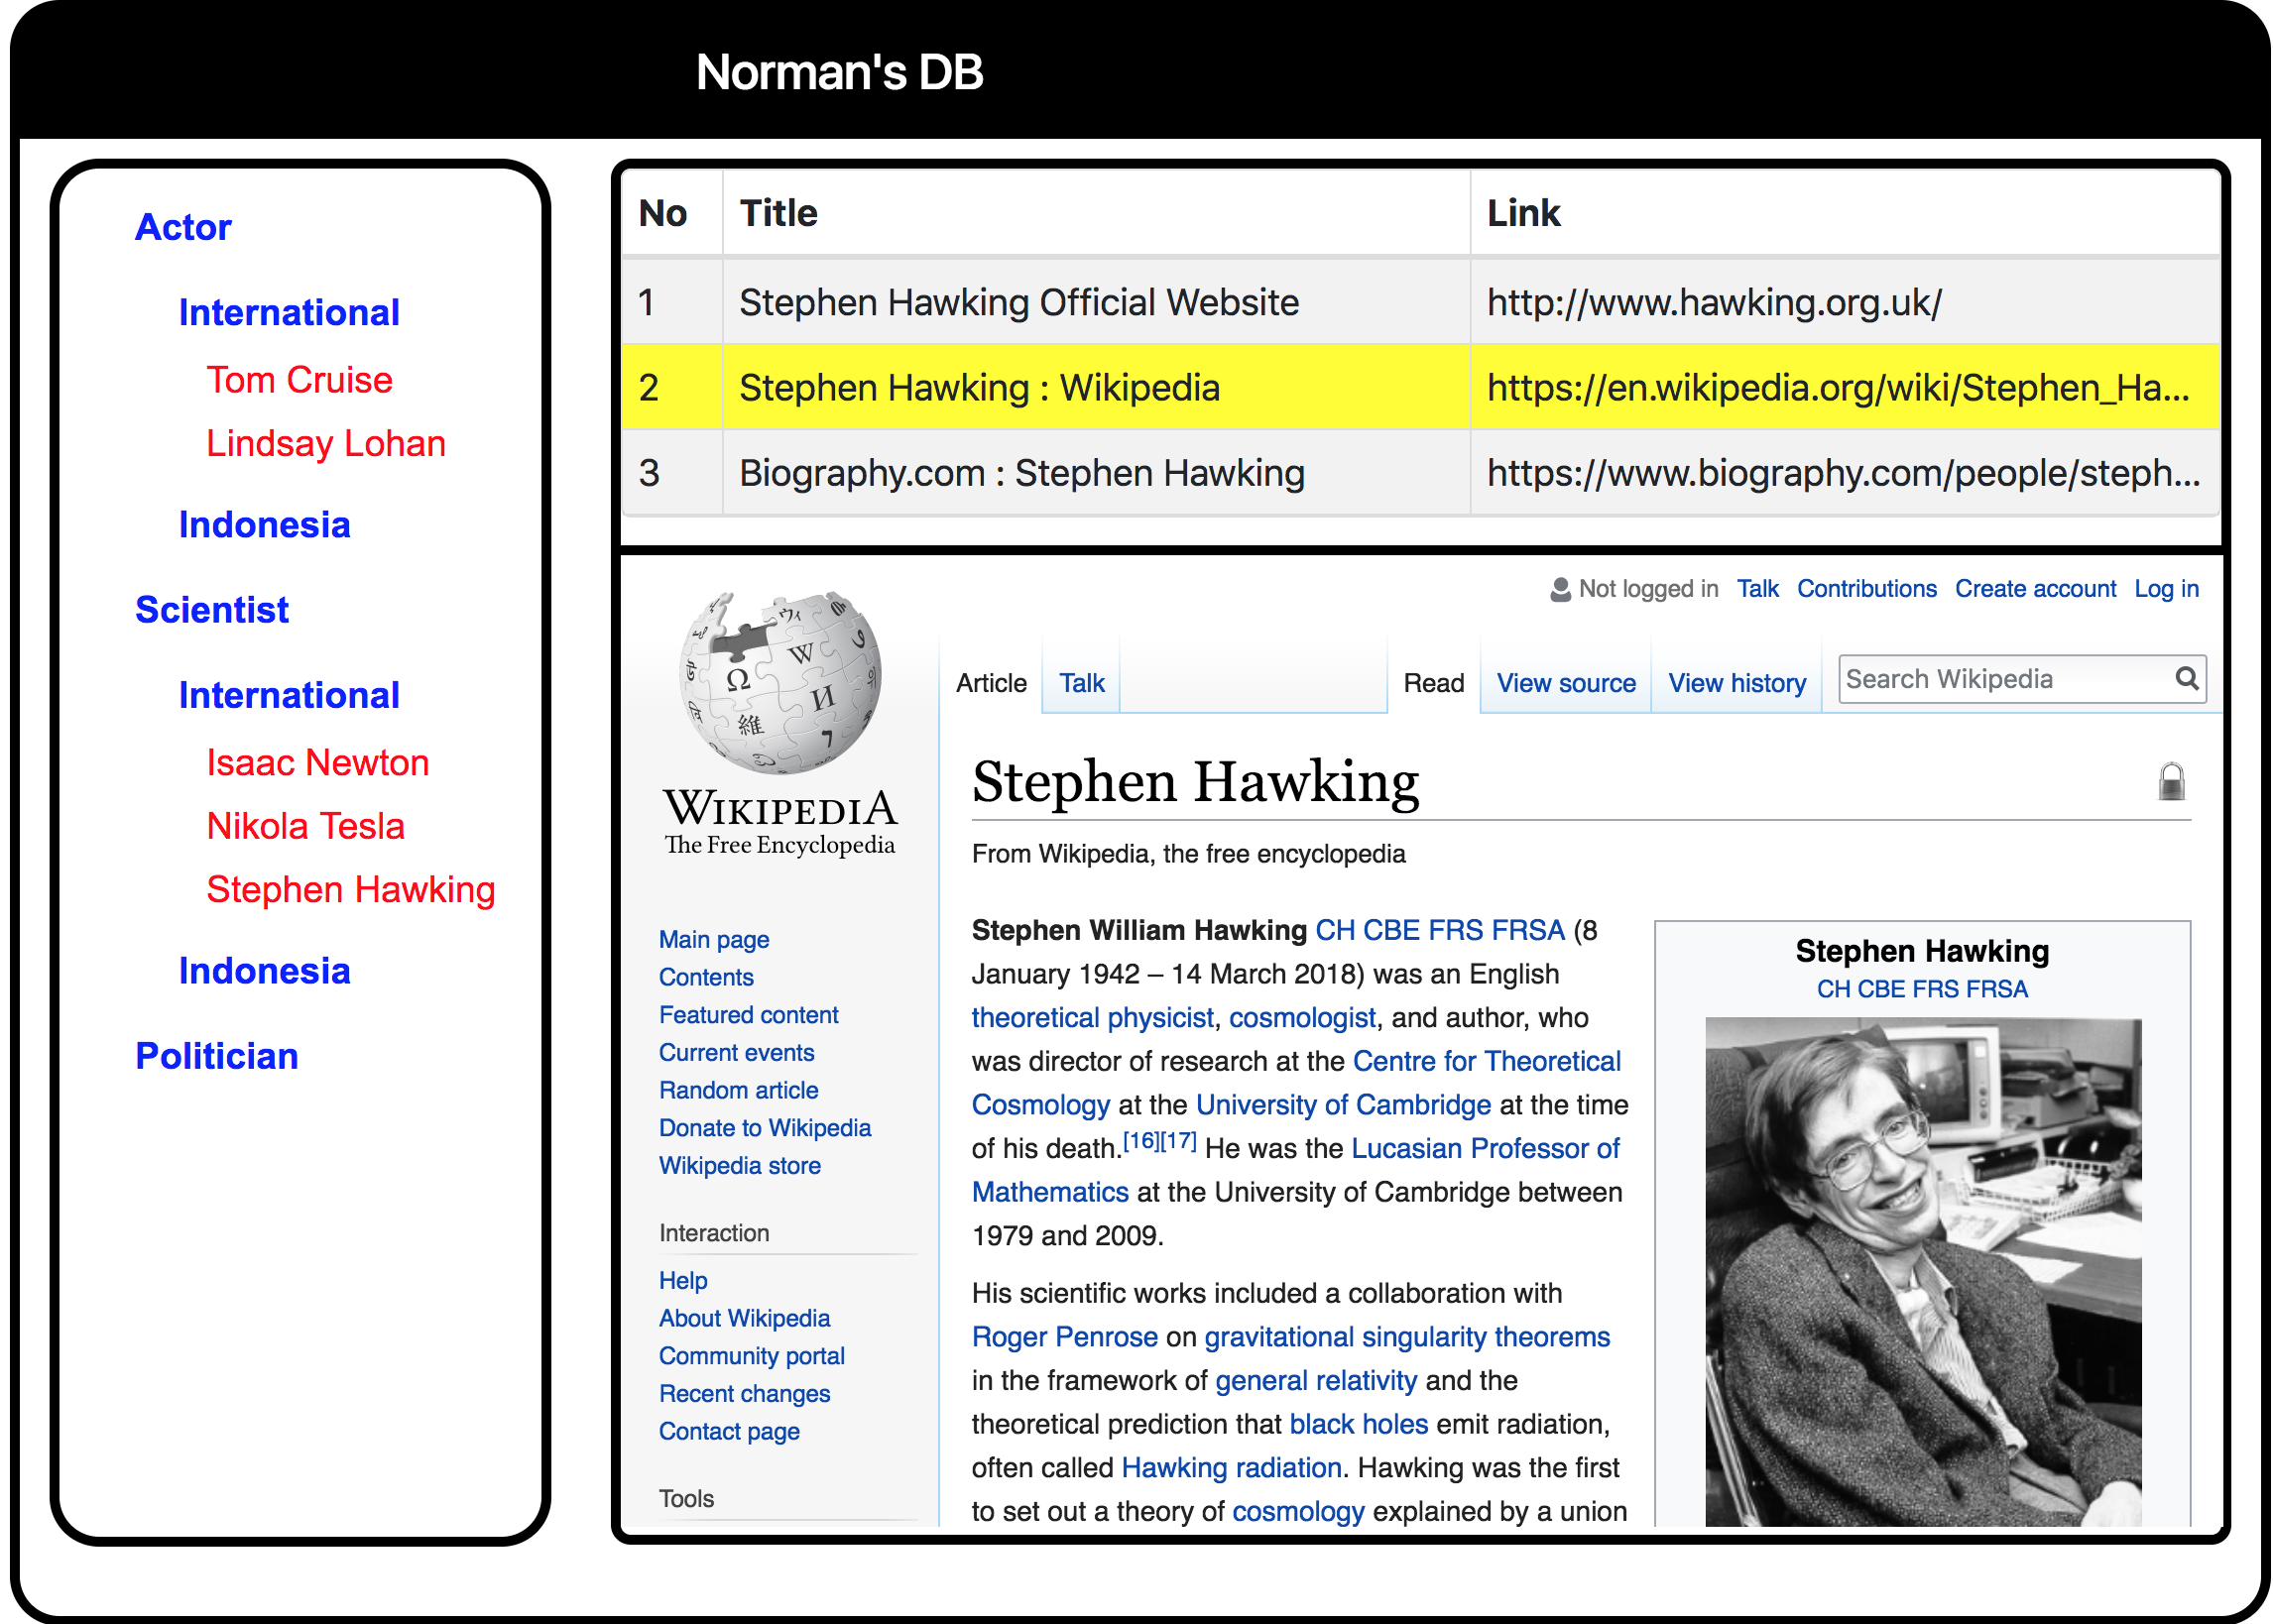 Norman's DB
Actor
International
Tom Cruise
Lindsay Lohan
Indonesia
Scientist
International
Isaac Newton
Nikola Tesla
Stephen Hawking
Indonesia
Politician
No Title Link
1 Stephen Hawking Official Website http://www.hawking.org.uk/
2 Stephen Hawking : Wikipedia https://en.wikipedia.org/wiki/Stephen_Ha...
3 Biography.com : Stephen Hawking https://www.biography.com/people/steph...
Not logged in Talk Contributions Create account Log in
Article Talk Read View source View history Search Wikipedia
Ω W И 維
WIKIPEDIA
The Free Encyclopedia
Main page
Contents
Featured content
Current events
Random article
Donate to Wikipedia
Wikipedia store
Interaction
Help
About Wikipedia
Community portal
Recent changes
Contact page
Tools
Stephen Hawking
From Wikipedia, the free encyclopedia
Stephen William Hawking CH CBE FRS FRSA (8
January 1942 – 14 March 2018) was an English
theoretical physicist, cosmologist, and author, who
was director of research at the Centre for Theoretical
Cosmology at the University of Cambridge at the time
of his death.[16][17] He was the Lucasian Professor of
Mathematics at the University of Cambridge between
1979 and 2009.
His scientific works included a collaboration with
Roger Penrose on gravitational singularity theorems
in the framework of general relativity and the
theoretical prediction that black holes emit radiation,
often called Hawking radiation. Hawking was the first
to set out a theory of cosmology explained by a union
Stephen Hawking
CH CBE FRS FRSA